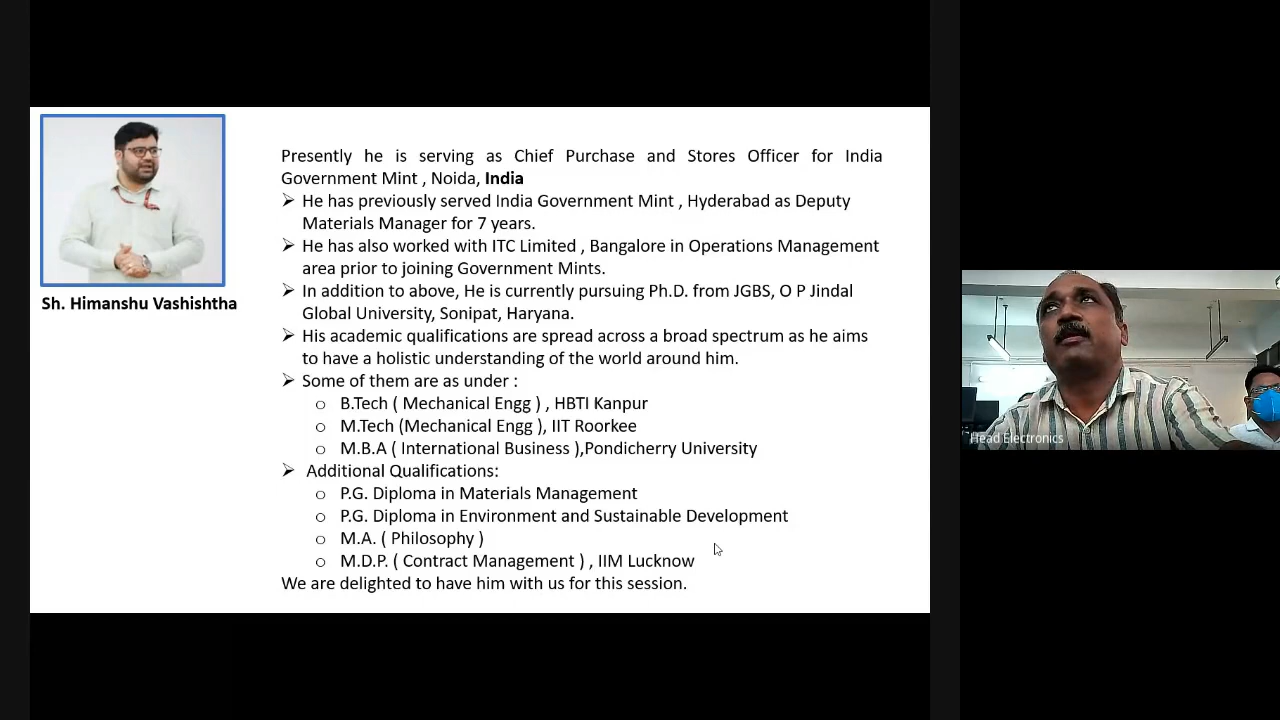 Presently he is serving as Chief Purchase and Stores Officer for India
Government Mint , Noida, India
➢ He has previously served India Government Mint , Hyderabad as Deputy
Materials Manager for 7 years.
➢ He has also worked with ITC Limited , Bangalore in Operations Management
area prior to joining Government Mints.
➢ In addition to above, He is currently pursuing Ph.D. from JGBS, O P Jindal
Global University, Sonipat, Haryana.
➢ His academic qualifications are spread across a broad spectrum as he aims
to have a holistic understanding of the world around him.
➢ Some of them are as under :
o B.Tech ( Mechanical Engg ) , HBTI Kanpur
o M.Tech (Mechanical Engg ), IIT Roorkee
o M.B.A ( International Business ),Pondicherry University
➢ Additional Qualifications:
o P.G. Diploma in Materials Management
o P.G. Diploma in Environment and Sustainable Development
o M.A. ( Philosophy )
o M.D.P. ( Contract Management ) , IIM Lucknow
We are delighted to have him with us for this session.
Sh. Himanshu Vashishtha
Head Electronics